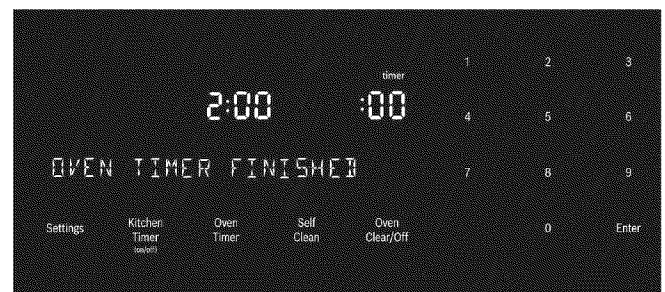 1 2 3
timer
2:00 :00
4 5 6
OVEN TIMER FINISHED
7 8 9
Settings Kitchen Timer (on/off) Oven Timer Self Clean Oven Clear/Off 0 Enter